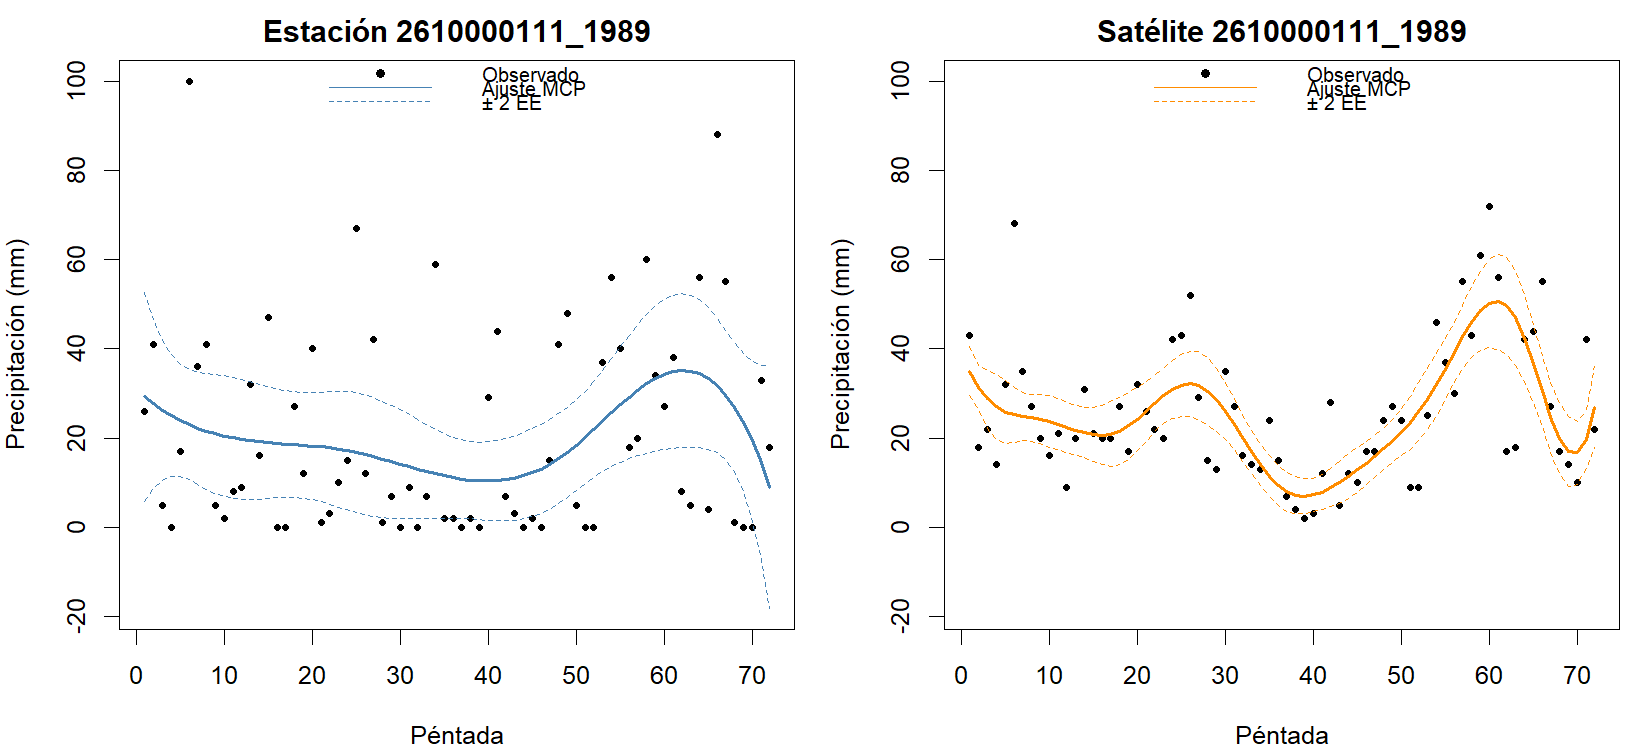 Estación 2610000111_1989
Observado
Ajuste MCP
± 2 EE
Precipitación (mm)
100
80
60
40
20
0
-20
0 10 20 30 40 50 60 70
Péntada
Satélite 2610000111_1989
Observado
Ajuste MCP
± 2 EE
Precipitación (mm)
100
80
60
40
20
0
-20
0 10 20 30 40 50 60 70
Péntada